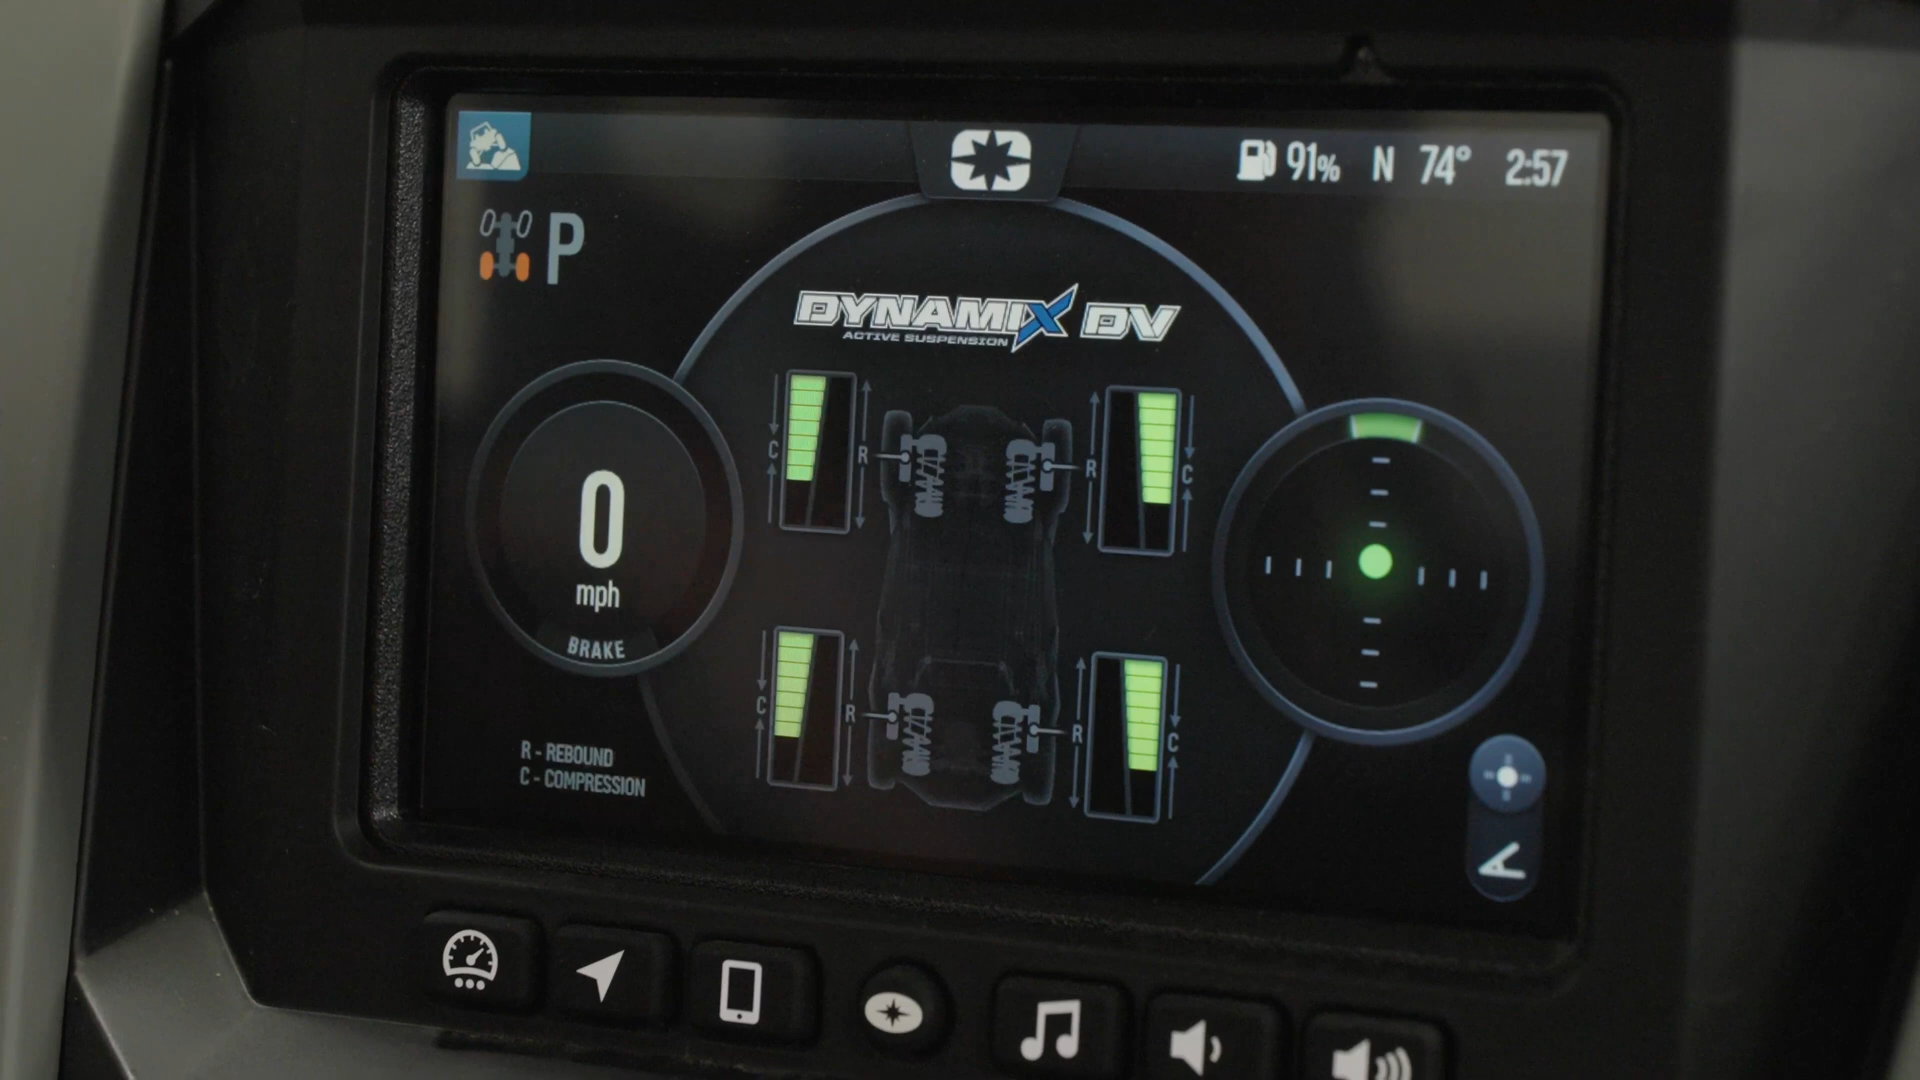 91% N 74° 2:57
P
DYNAMIX DV
ACTIVE SUSPENSION
C R R C
0
mph
BRAKE
C R R C
R - REBOUND
C - COMPRESSION